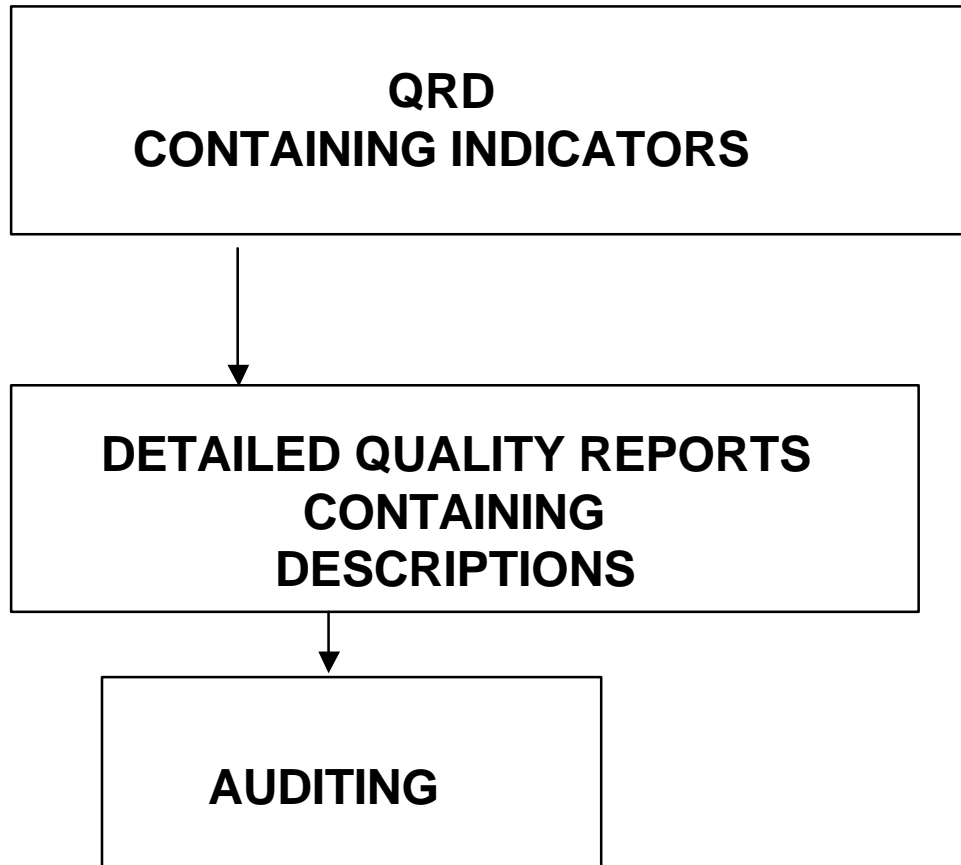 QRD
CONTAINING INDICATORS
DETAILED QUALITY REPORTS
CONTAINING
DESCRIPTIONS
AUDITING